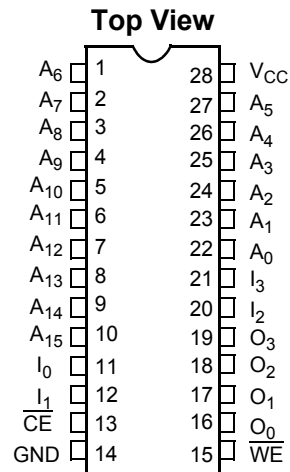 Top View
A6 1 28 VCC
A7 2 27 A5
A8 3 26 A4
A9 4 25 A3
A10 5 24 A2
A11 6 23 A1
A12 7 22 A0
A13 8 21 I3
A14 9 20 I2
A15 10 19 O3
I0 11 18 O2
I1 12 17 O1
C̅E̅ 13 16 O0
GND 14 15 W̅E̅